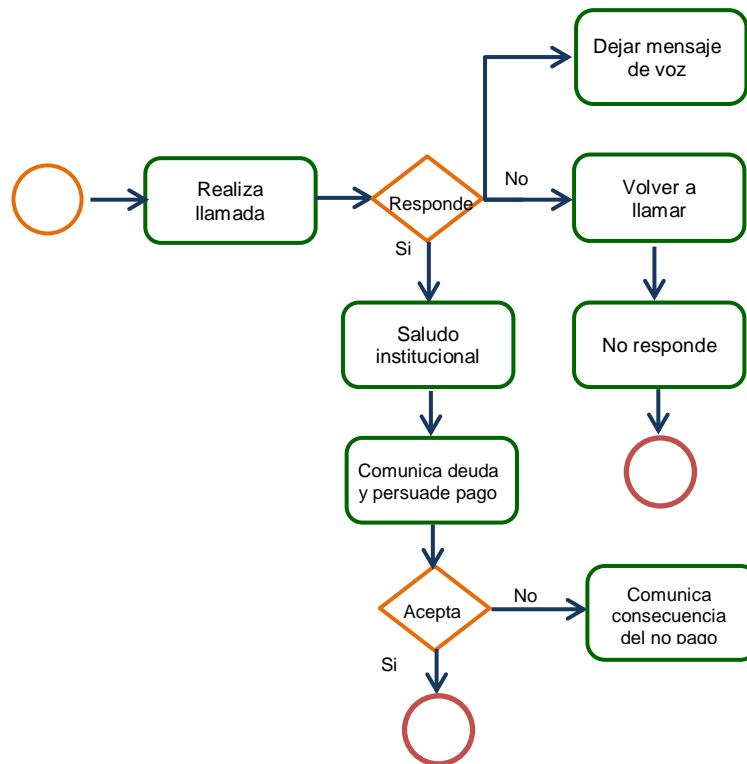 Dejar mensaje
de voz
Realiza
llamada
Responde
No
Volver a
llamar
Si
Saludo
institucional
No responde
Comunica deuda
y persuade pago
Acepta
No
Comunica
consecuencia
del no pago
Si